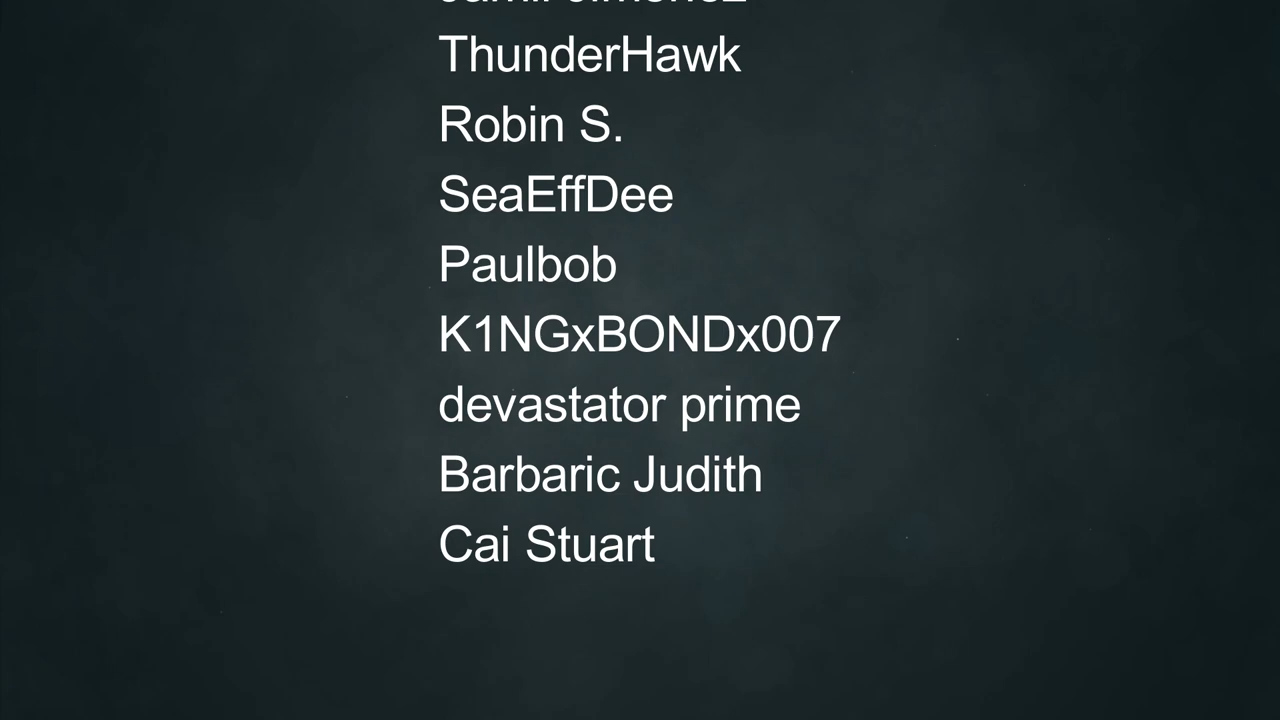 ThunderHawk
Robin S.
SeaEffDee
Paulbob
K1NGxBONDx007
devastator prime
Barbaric Judith
Cai Stuart